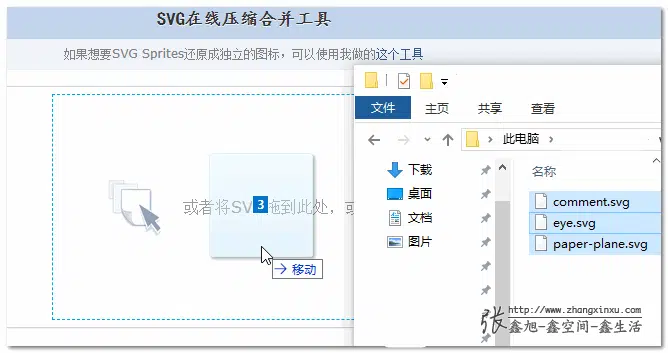 SVG在线压缩合并工具
如果想要SVG Sprites还原成独立的图标，可以使用我做的这个工具
文件 主页 共享 查看
此电脑
下载
桌面
文档
图片
名称
comment.svg
eye.svg
paper-plane.svg
或者将SV
3
拖到此处，或
移动
http://www.zhangxinxu.com
张鑫旭-鑫空间-鑫生活